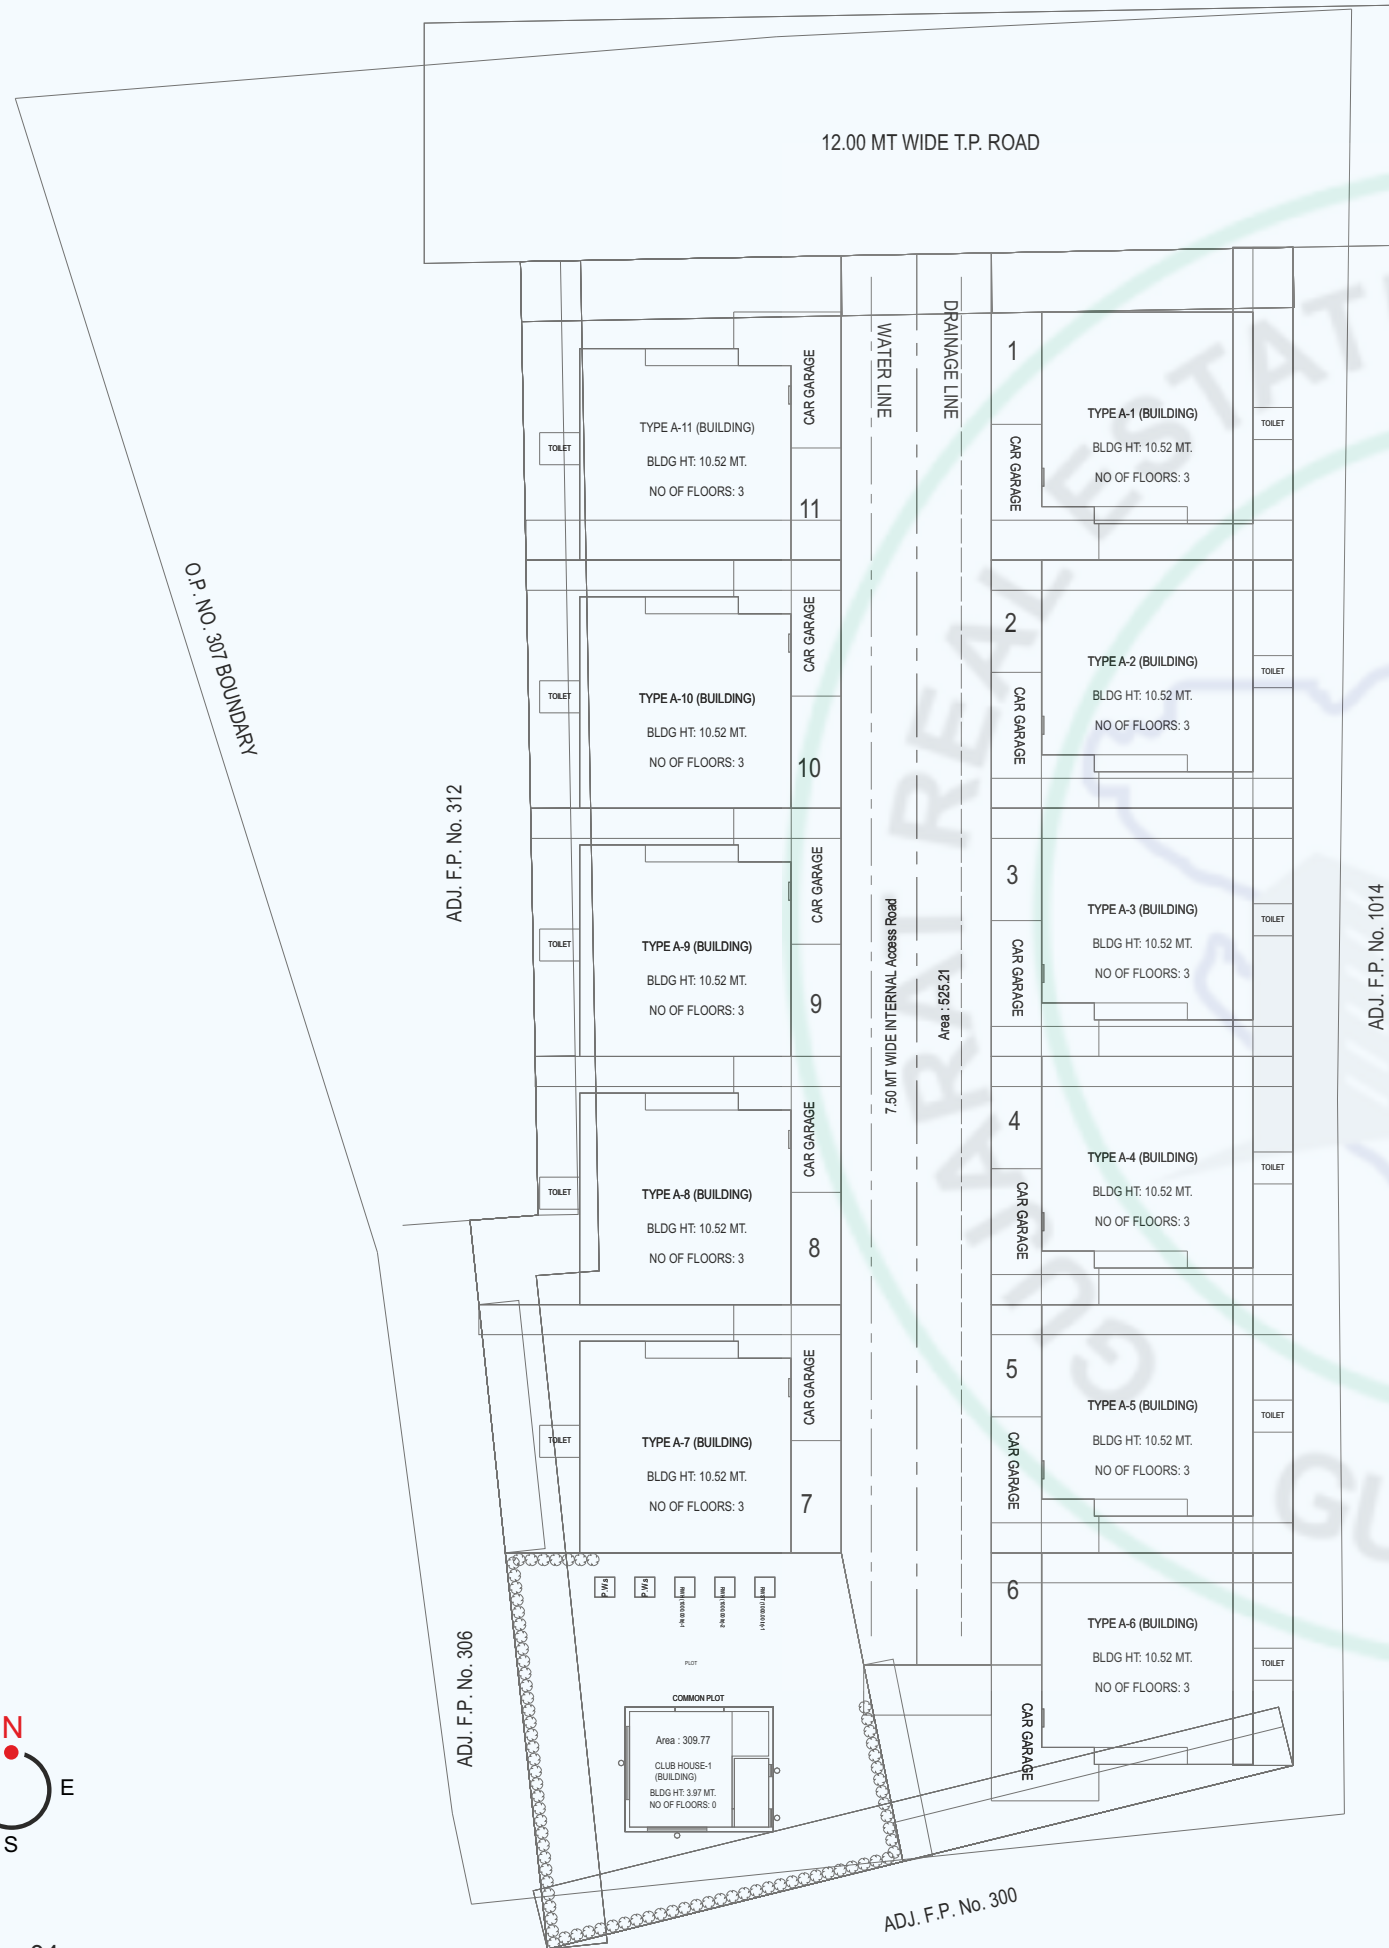 12.00 MT WIDE T.P. ROAD
O.P. NO. 307 BOUNDARY
ADJ. F.P. No. 312
ADJ. F.P. No. 306
ADJ. F.P. No. 300
ADJ. F.P. No. 1014
WATER LINE
DRAINAGE LINE
7.50 MT WIDE INTERNAL Access Road
Area : 525.21
TYPE A-11 (BUILDING)
BLDG HT: 10.52 MT.
NO OF FLOORS: 3
TOILET
CAR GARAGE
11
TYPE A-10 (BUILDING)
BLDG HT: 10.52 MT.
NO OF FLOORS: 3
TOILET
CAR GARAGE
10
TYPE A-9 (BUILDING)
BLDG HT: 10.52 MT.
NO OF FLOORS: 3
TOILET
CAR GARAGE
9
TYPE A-8 (BUILDING)
BLDG HT: 10.52 MT.
NO OF FLOORS: 3
TOILET
CAR GARAGE
8
TYPE A-7 (BUILDING)
BLDG HT: 10.52 MT.
NO OF FLOORS: 3
TOILET
CAR GARAGE
7
1
TYPE A-1 (BUILDING)
BLDG HT: 10.52 MT.
NO OF FLOORS: 3
TOILET
CAR GARAGE
2
TYPE A-2 (BUILDING)
BLDG HT: 10.52 MT.
NO OF FLOORS: 3
TOILET
CAR GARAGE
3
TYPE A-3 (BUILDING)
BLDG HT: 10.52 MT.
NO OF FLOORS: 3
TOILET
CAR GARAGE
4
TYPE A-4 (BUILDING)
BLDG HT: 10.52 MT.
NO OF FLOORS: 3
TOILET
CAR GARAGE
5
TYPE A-5 (BUILDING)
BLDG HT: 10.52 MT.
NO OF FLOORS: 3
TOILET
CAR GARAGE
6
TYPE A-6 (BUILDING)
BLDG HT: 10.52 MT.
NO OF FLOORS: 3
TOILET
CAR GARAGE
P.W.S
P.W.S
PLOT
COMMON PLOT
Area : 309.77
CLUB HOUSE-1
(BUILDING)
BLDG HT: 3.97 MT.
NO OF FLOORS: 0
N
E
S
GUJARAT REAL